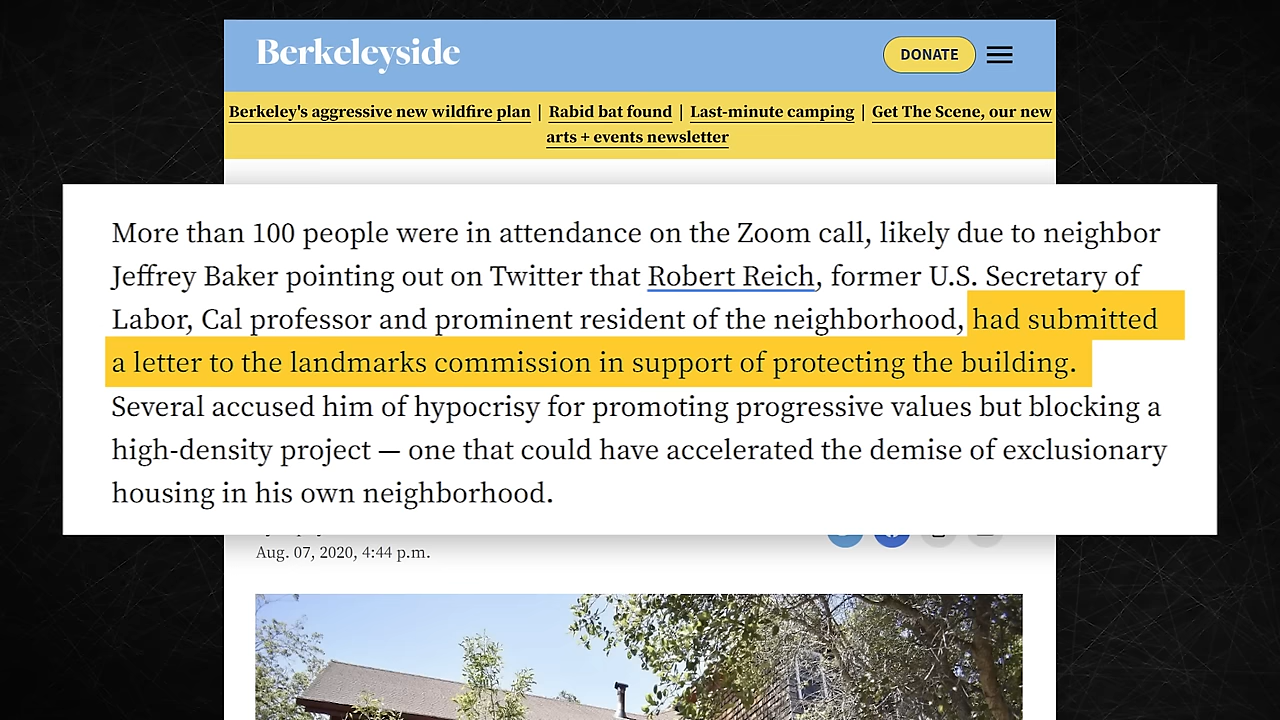 Berkeleyside
DONATE
Berkeley's aggressive new wildfire plan | Rabid bat found | Last-minute camping | Get The Scene, our new
arts + events newsletter
More than 100 people were in attendance on the Zoom call, likely due to neighbor
Jeffrey Baker pointing out on Twitter that Robert Reich, former U.S. Secretary of
Labor, Cal professor and prominent resident of the neighborhood, had submitted
a letter to the landmarks commission in support of protecting the building.
Several accused him of hypocrisy for promoting progressive values but blocking a
high-density project — one that could have accelerated the demise of exclusionary
housing in his own neighborhood.
Aug. 07, 2020, 4:44 p.m.